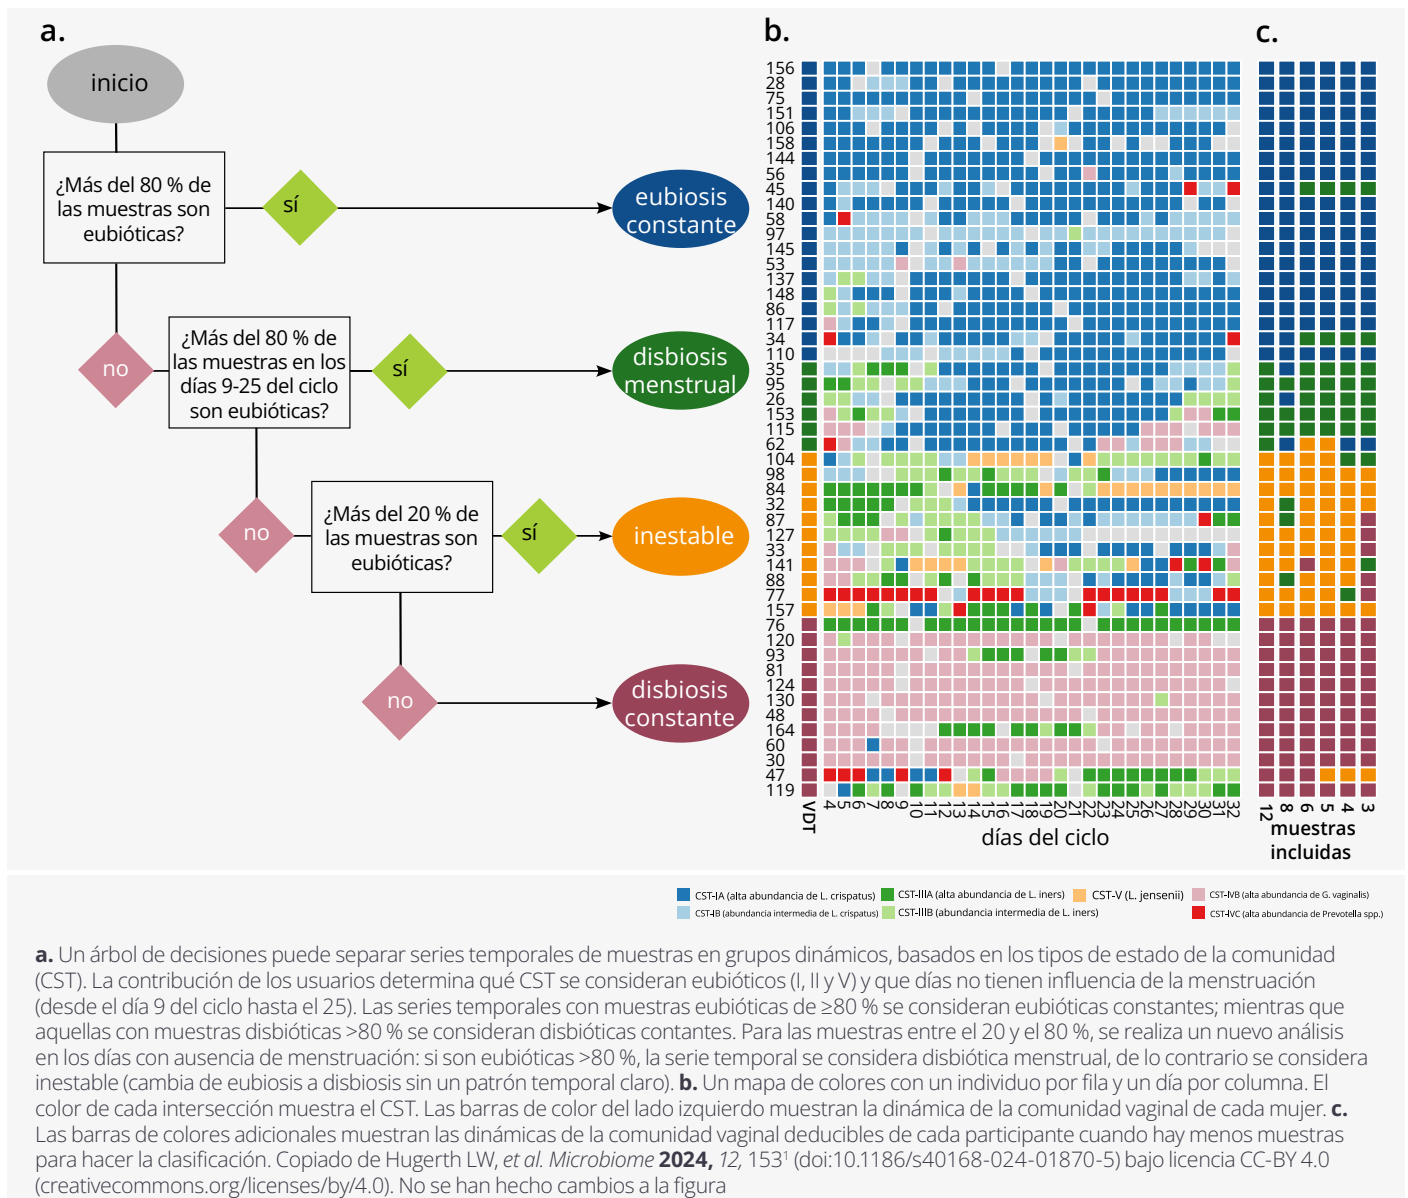 a.
inicio
¿Más del 80 % de
las muestras son
eubióticas?
sí
eubiosis
constante
no
¿Más del 80 % de
las muestras en los
días 9-25 del ciclo
son eubióticas?
sí
disbiosis
menstrual
no
¿Más del 20 % de
las muestras son
eubióticas?
sí
inestable
no
disbiosis
constante
b.
156
28
75
151
106
158
144
56
45
140
58
97
145
53
137
148
86
117
34
110
35
95
26
153
115
62
104
98
84
32
87
127
33
141
88
77
157
76
120
93
81
124
130
48
164
60
30
47
119
VDT
4 5 6 7 8 9 10 11 12 13 14 15 16 17 18 19 20 21 22 23 24 25 26 27 28 29 30 31 32
días del ciclo
c.
12 8 6 5 4 3
muestras
incluidas
CST-IA (alta abundancia de L. crispatus) CST-IIIA (alta abundancia de L. iners) CST-V (L. jensenii) CST-IVB (alta abundancia de G. vaginalis)
CST-IB (abundancia intermedia de L. crispatus) CST-IIIB (abundancia intermedia de L. iners) CST-IVC (alta abundancia de Prevotella spp.)
a. Un árbol de decisiones puede separar series temporales de muestras en grupos dinámicos, basados en los tipos de estado de la comunidad
(CST). La contribución de los usuarios determina qué CST se consideran eubióticos (I, II y V) y que días no tienen influencia de la menstruación
(desde el día 9 del ciclo hasta el 25). Las series temporales con muestras eubióticas de ≥80 % se consideran eubióticas constantes; mientras que
aquellas con muestras disbióticas >80 % se consideran disbióticas contantes. Para las muestras entre el 20 y el 80 %, se realiza un nuevo análisis
en los días con ausencia de menstruación: si son eubióticas >80 %, la serie temporal se considera disbiótica menstrual, de lo contrario se considera
inestable (cambia de eubiosis a disbiosis sin un patrón temporal claro). b. Un mapa de colores con un individuo por fila y un día por columna. El
color de cada intersección muestra el CST. Las barras de color del lado izquierdo muestran la dinámica de la comunidad vaginal de cada mujer. c.
Las barras de colores adicionales muestran las dinámicas de la comunidad vaginal deducibles de cada participante cuando hay menos muestras
para hacer la clasificación. Copiado de Hugerth LW, et al. Microbiome 2024, 12, 153¹ (doi:10.1186/s40168-024-01870-5) bajo licencia CC-BY 4.0
(creativecommons.org/licenses/by/4.0). No se han hecho cambios a la figura